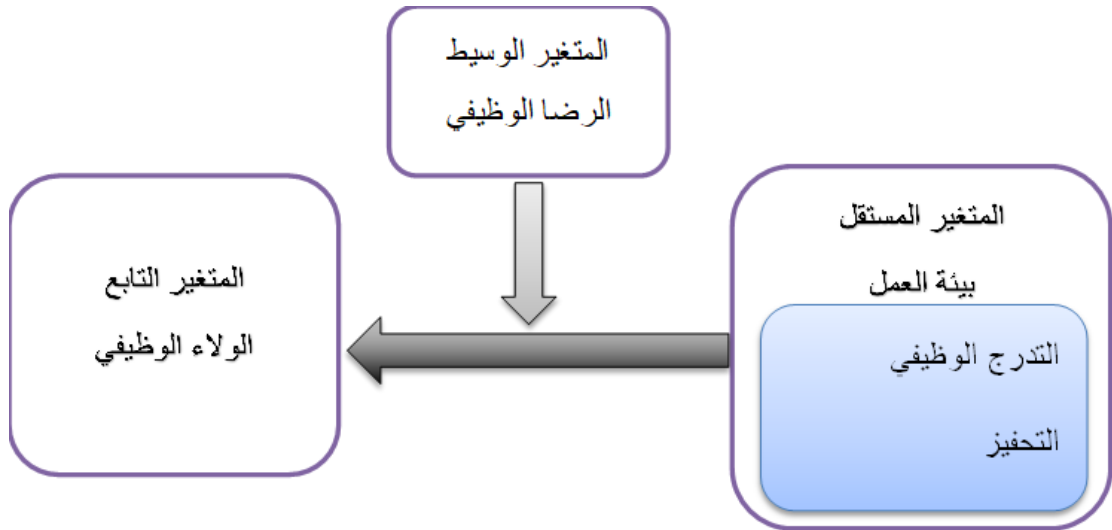 المتغير الوسيط
الرضا الوظيفي
المتغير المستقل
بيئة العمل
التدرج الوظيفي
التحفيز
المتغير التابع
الولاء الوظيفي